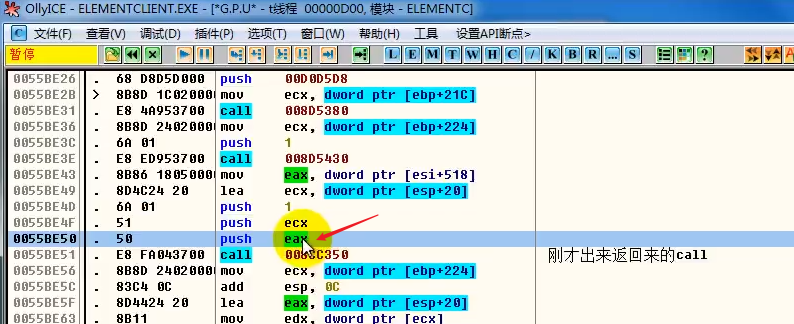 OllyICE - ELEMENTCLIENT.EXE - [*G.P.U* - t线程 00000D00, 模块 - ELEMENTC]
C 文件(F) 查看(V) 调试(D) 插件(P) 选项(T) 窗口(W) 帮助(H) 工具 设置API断点>
暂停 L E M T W H C / K B R ... S ?
0055BE26 . 68 D8D5D000 push 00D0D5D8
0055BE2B > 8B8D 1C02000 mov ecx, dword ptr [ebp+21C]
0055BE31 . E8 4A953700 call 008D5380
0055BE36 . 8B8D 2402000 mov ecx, dword ptr [ebp+224]
0055BE3C . 6A 01 push 1
0055BE3E . E8 ED953700 call 008D5430
0055BE43 . 8B86 1805000 mov eax, dword ptr [esi+518]
0055BE49 . 8D4C24 20 lea ecx, dword ptr [esp+20]
0055BE4D . 6A 01 push 1
0055BE4F . 51 push ecx
0055BE50 . 50 push eax
0055BE51 . E8 FA043700 call C350 刚才出来返回来的call
0055BE56 . 8B8D 2402000 mov ecx, dword ptr [ebp+224]
0055BE5C . 83C4 0C add esp, 0C
0055BE5F . 8D4424 20 lea eax, dword ptr [esp+20]
0055BE63 . 8B11 mov edx, dword ptr [ecx]